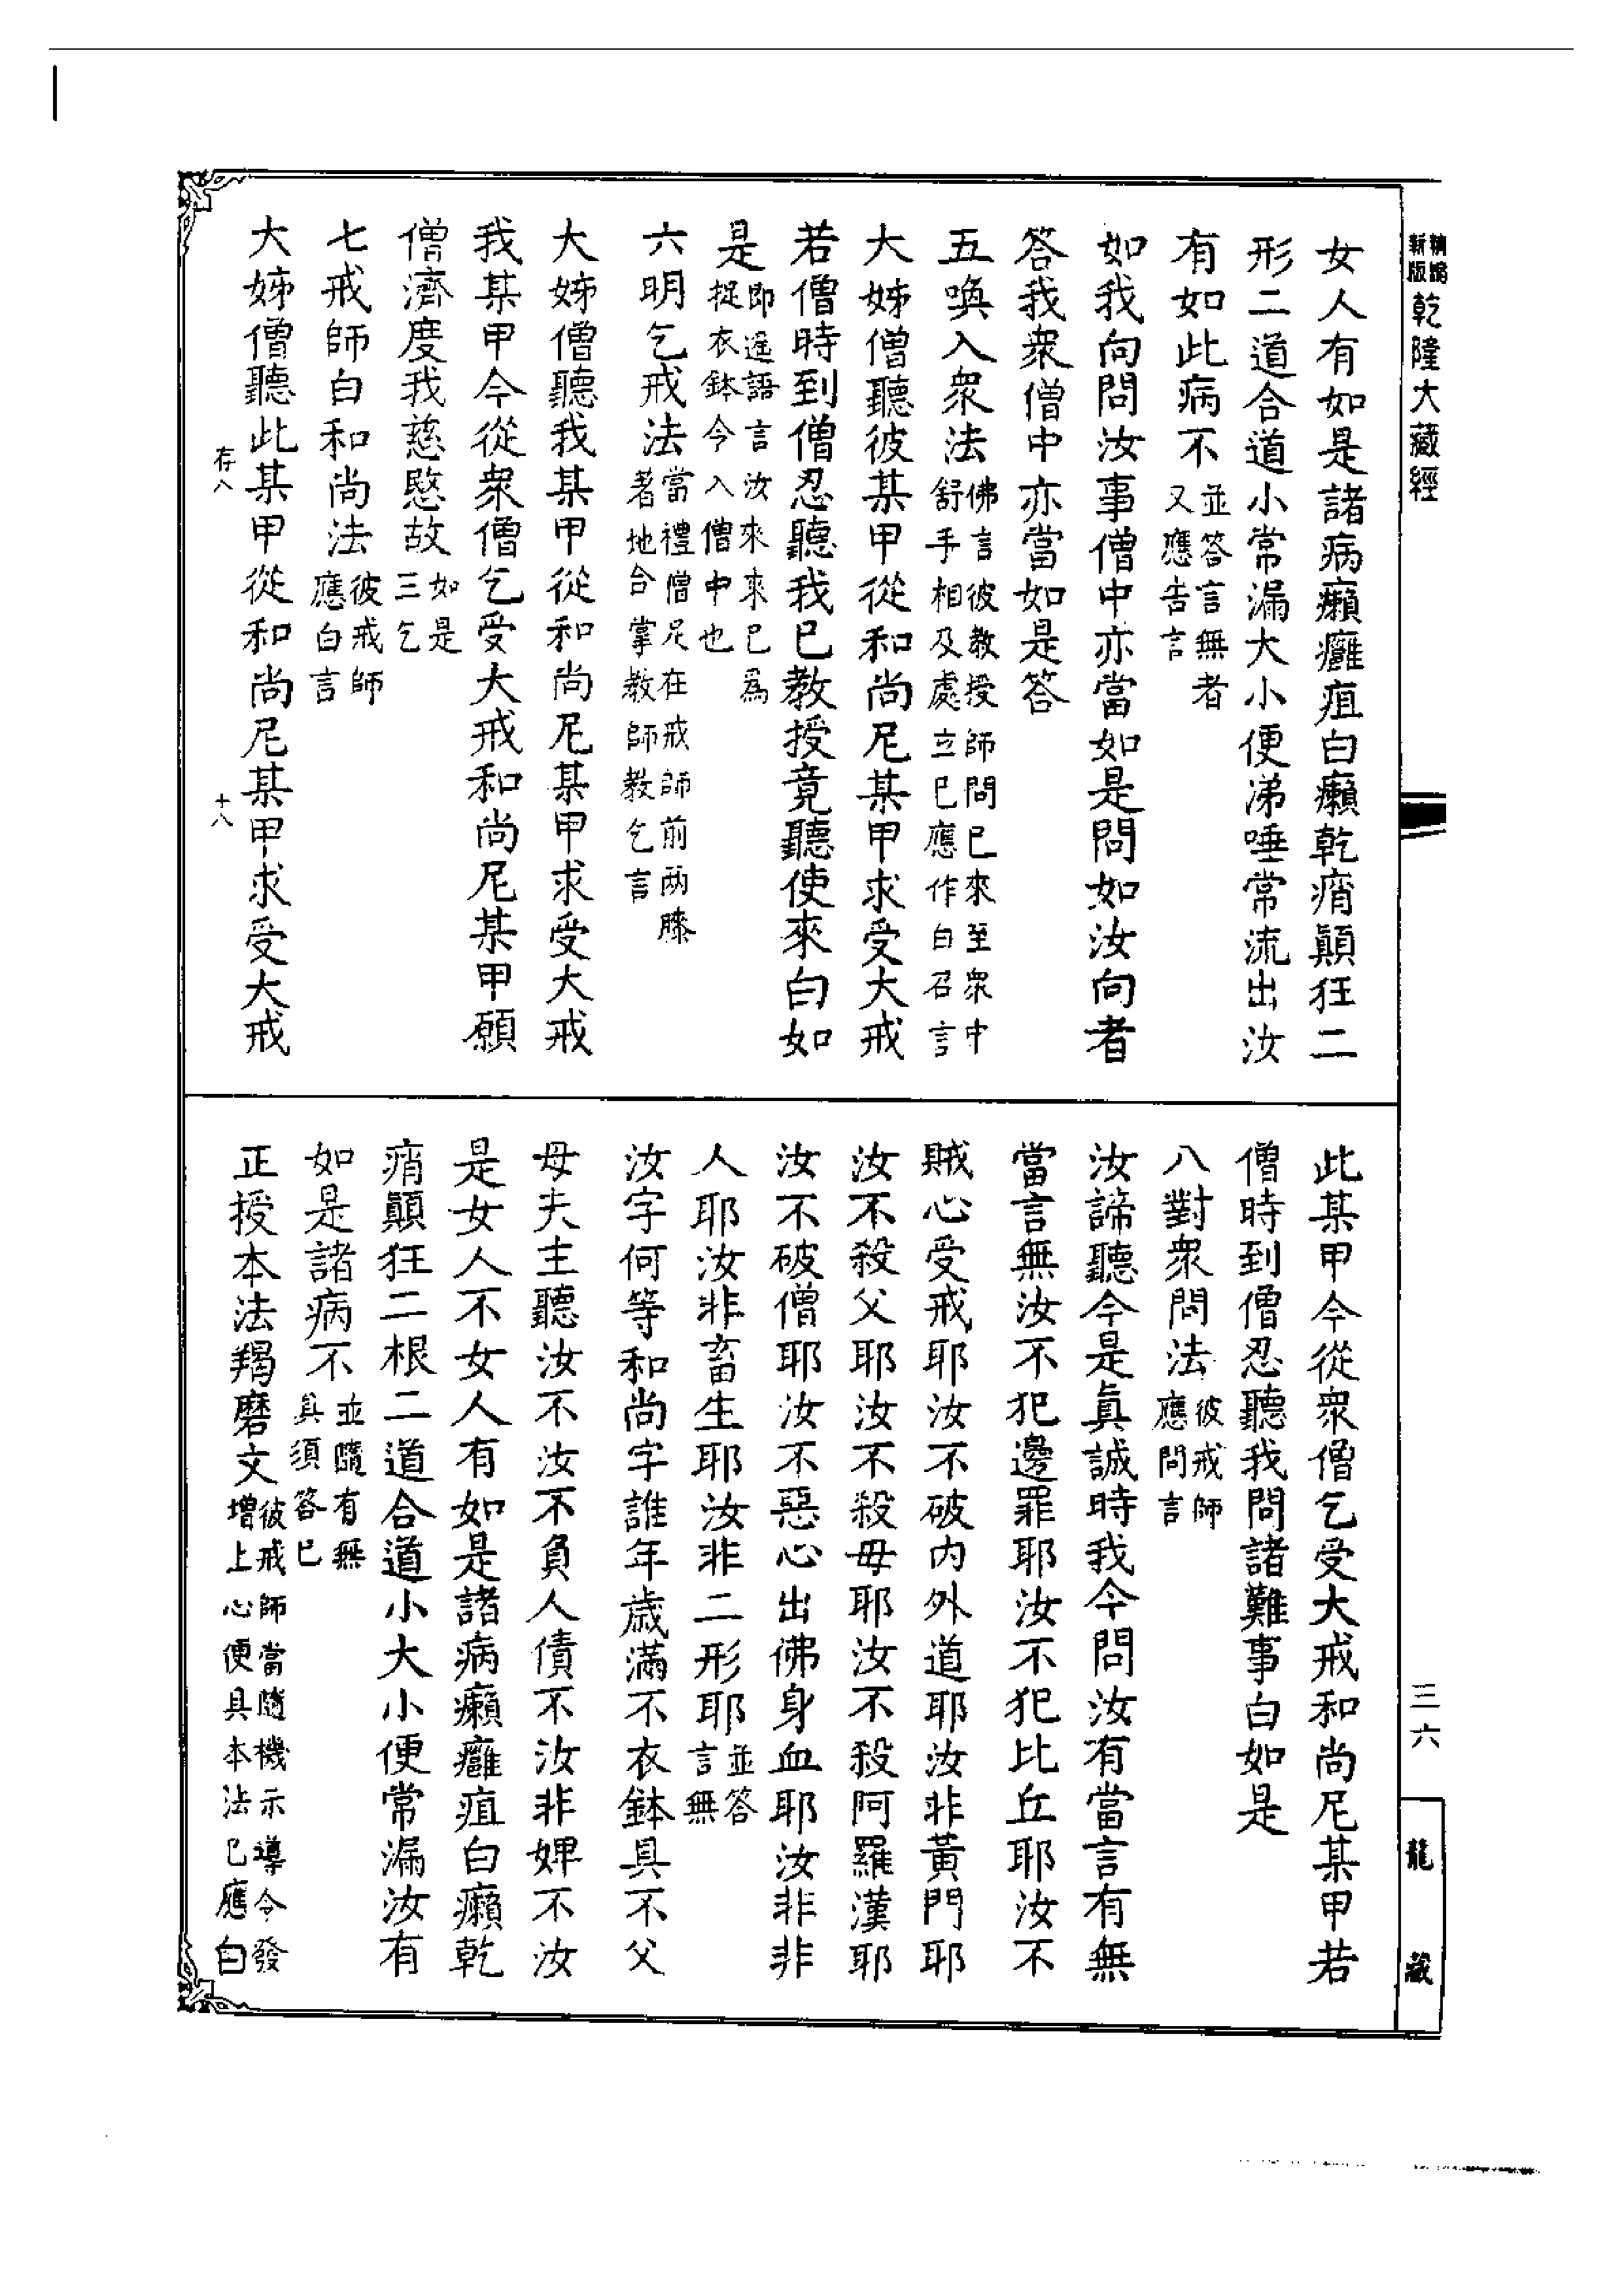 新版
精縮
乾隆大藏經
三六
龍藏
女人有如是諸病癩癰疽白癩乾痟顛狂二
形二道合道小常漏大小便涕唾常流出汝
有如此病不並答言無者又應告言
如我向問汝事僧中亦當如是問如汝向者
答我衆僧中亦當如是答
五喚入衆法佛言彼教授師問已來至衆中舒手相及處立已應作白召言
大姊僧聽彼某甲從和尚尼某甲求受大戒
若僧時到僧忍聽我已教授竟聽使來白如
是即遥語言汝來來已爲捉衣鉢令入僧中也
六明乞戒法當禮僧足在戒師前两膝著地合掌教師教乞言
大姊僧聽我某甲從和尚尼某甲求受大戒
我某甲今從衆僧乞受大戒和尚尼某甲願
僧濟度我慈愍故如是三乞
七戒師白和尚法彼戒師應白言
大姊僧聽此某甲從和尚尼某甲求受大戒
存八
十八
此某甲今從衆僧乞受大戒和尚尼某甲若
僧時到僧忍聽我問諸難事白如是
八對衆問法彼戒師應問言
汝諦聽今是真誠時我今問汝有當言有無
當言無汝不犯邊罪耶汝不犯比丘耶汝不
賊心受戒耶汝不破内外道耶汝非黃門耶
汝不殺父耶汝不殺母耶汝不殺阿羅漢耶
汝不破僧耶汝不惡心出佛身血耶汝非非
人耶汝非畜生耶汝非二形耶並答言無
汝字何等和尚字誰年歲滿不衣鉢具不父
母夫主聽汝不汝不負人債不汝非婢不汝
是女人不女人有如是諸病癩癰疽白癩乾
痟顛狂二根二道合道小大小便常漏汝有
如是諸病不並隨有無具須答已
正授本法羯磨文彼戒師當隨機示導令發增上心便具本法已應白